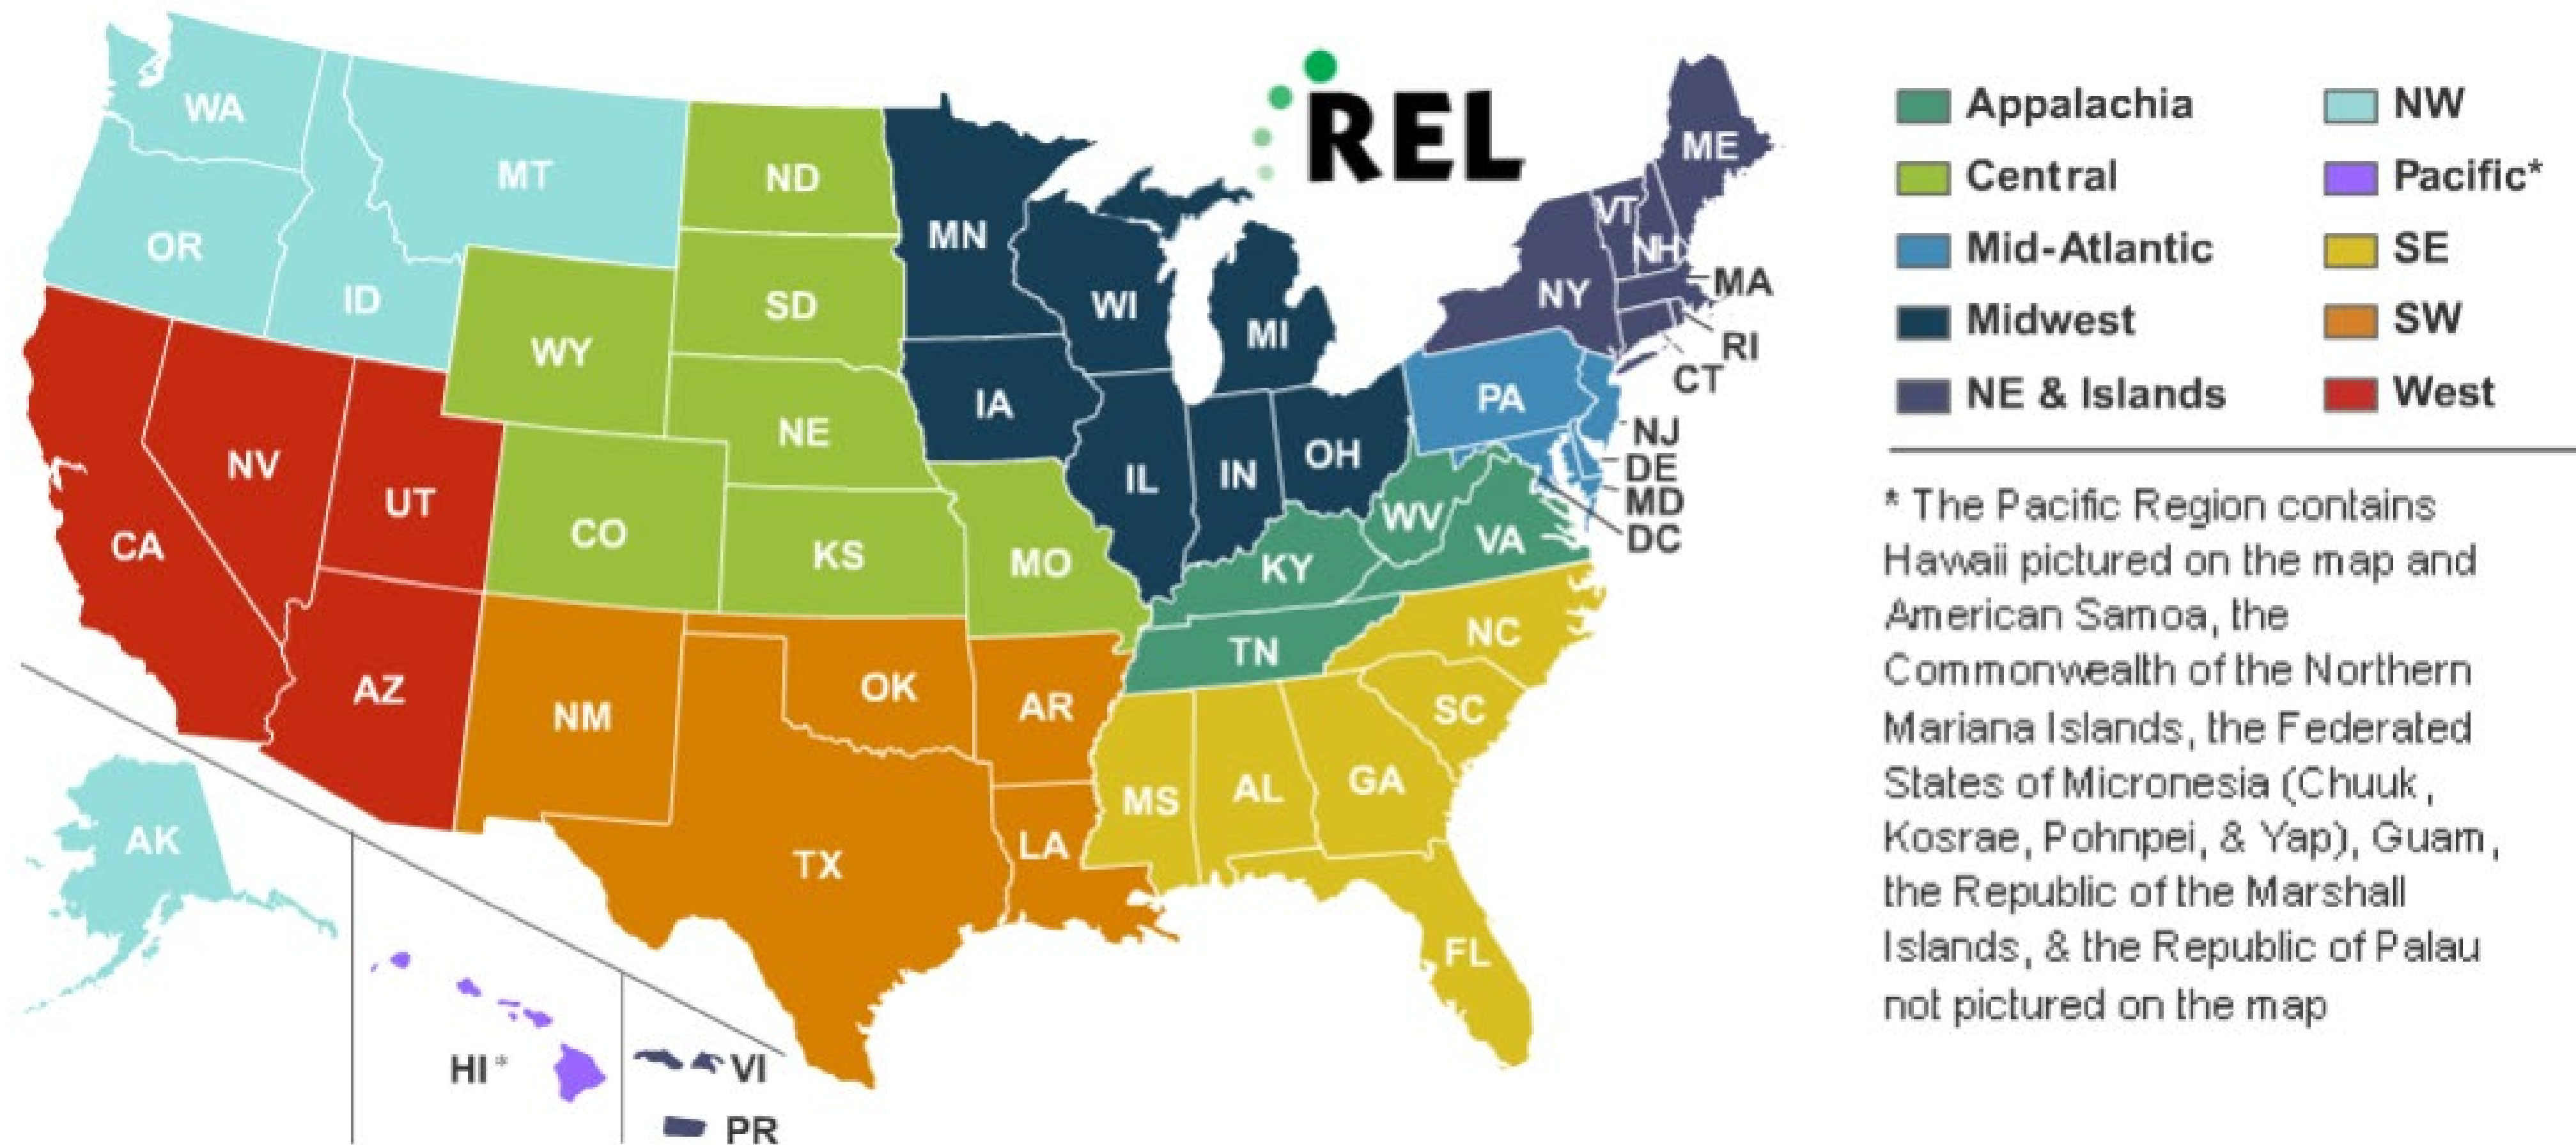 REL
WA
MT
ND
MN
ME
OR
ID
SD
WI
MI
VT
NH
NY
MA
RI
CT
WY
NE
IA
PA
NJ
DE
MD
DC
NV
UT
CO
KS
IL
IN
OH
CA
MO
KY
WV
VA
AZ
NM
OK
AR
TN
NC
SC
TX
LA
MS
AL
GA
FL
AK
HI*
VI
PR
Appalachia
Central
Mid-Atlantic
Midwest
NE & Islands
NW
Pacific*
SE
SW
West
* The Pacific Region contains
Hawaii pictured on the map and
American Samoa, the
Commonwealth of the Northern
Mariana Islands, the Federated
States of Micronesia (Chuuk,
Kosrae, Pohnpei, & Yap), Guam,
the Republic of the Marshall
Islands, & the Republic of Palau
not pictured on the map